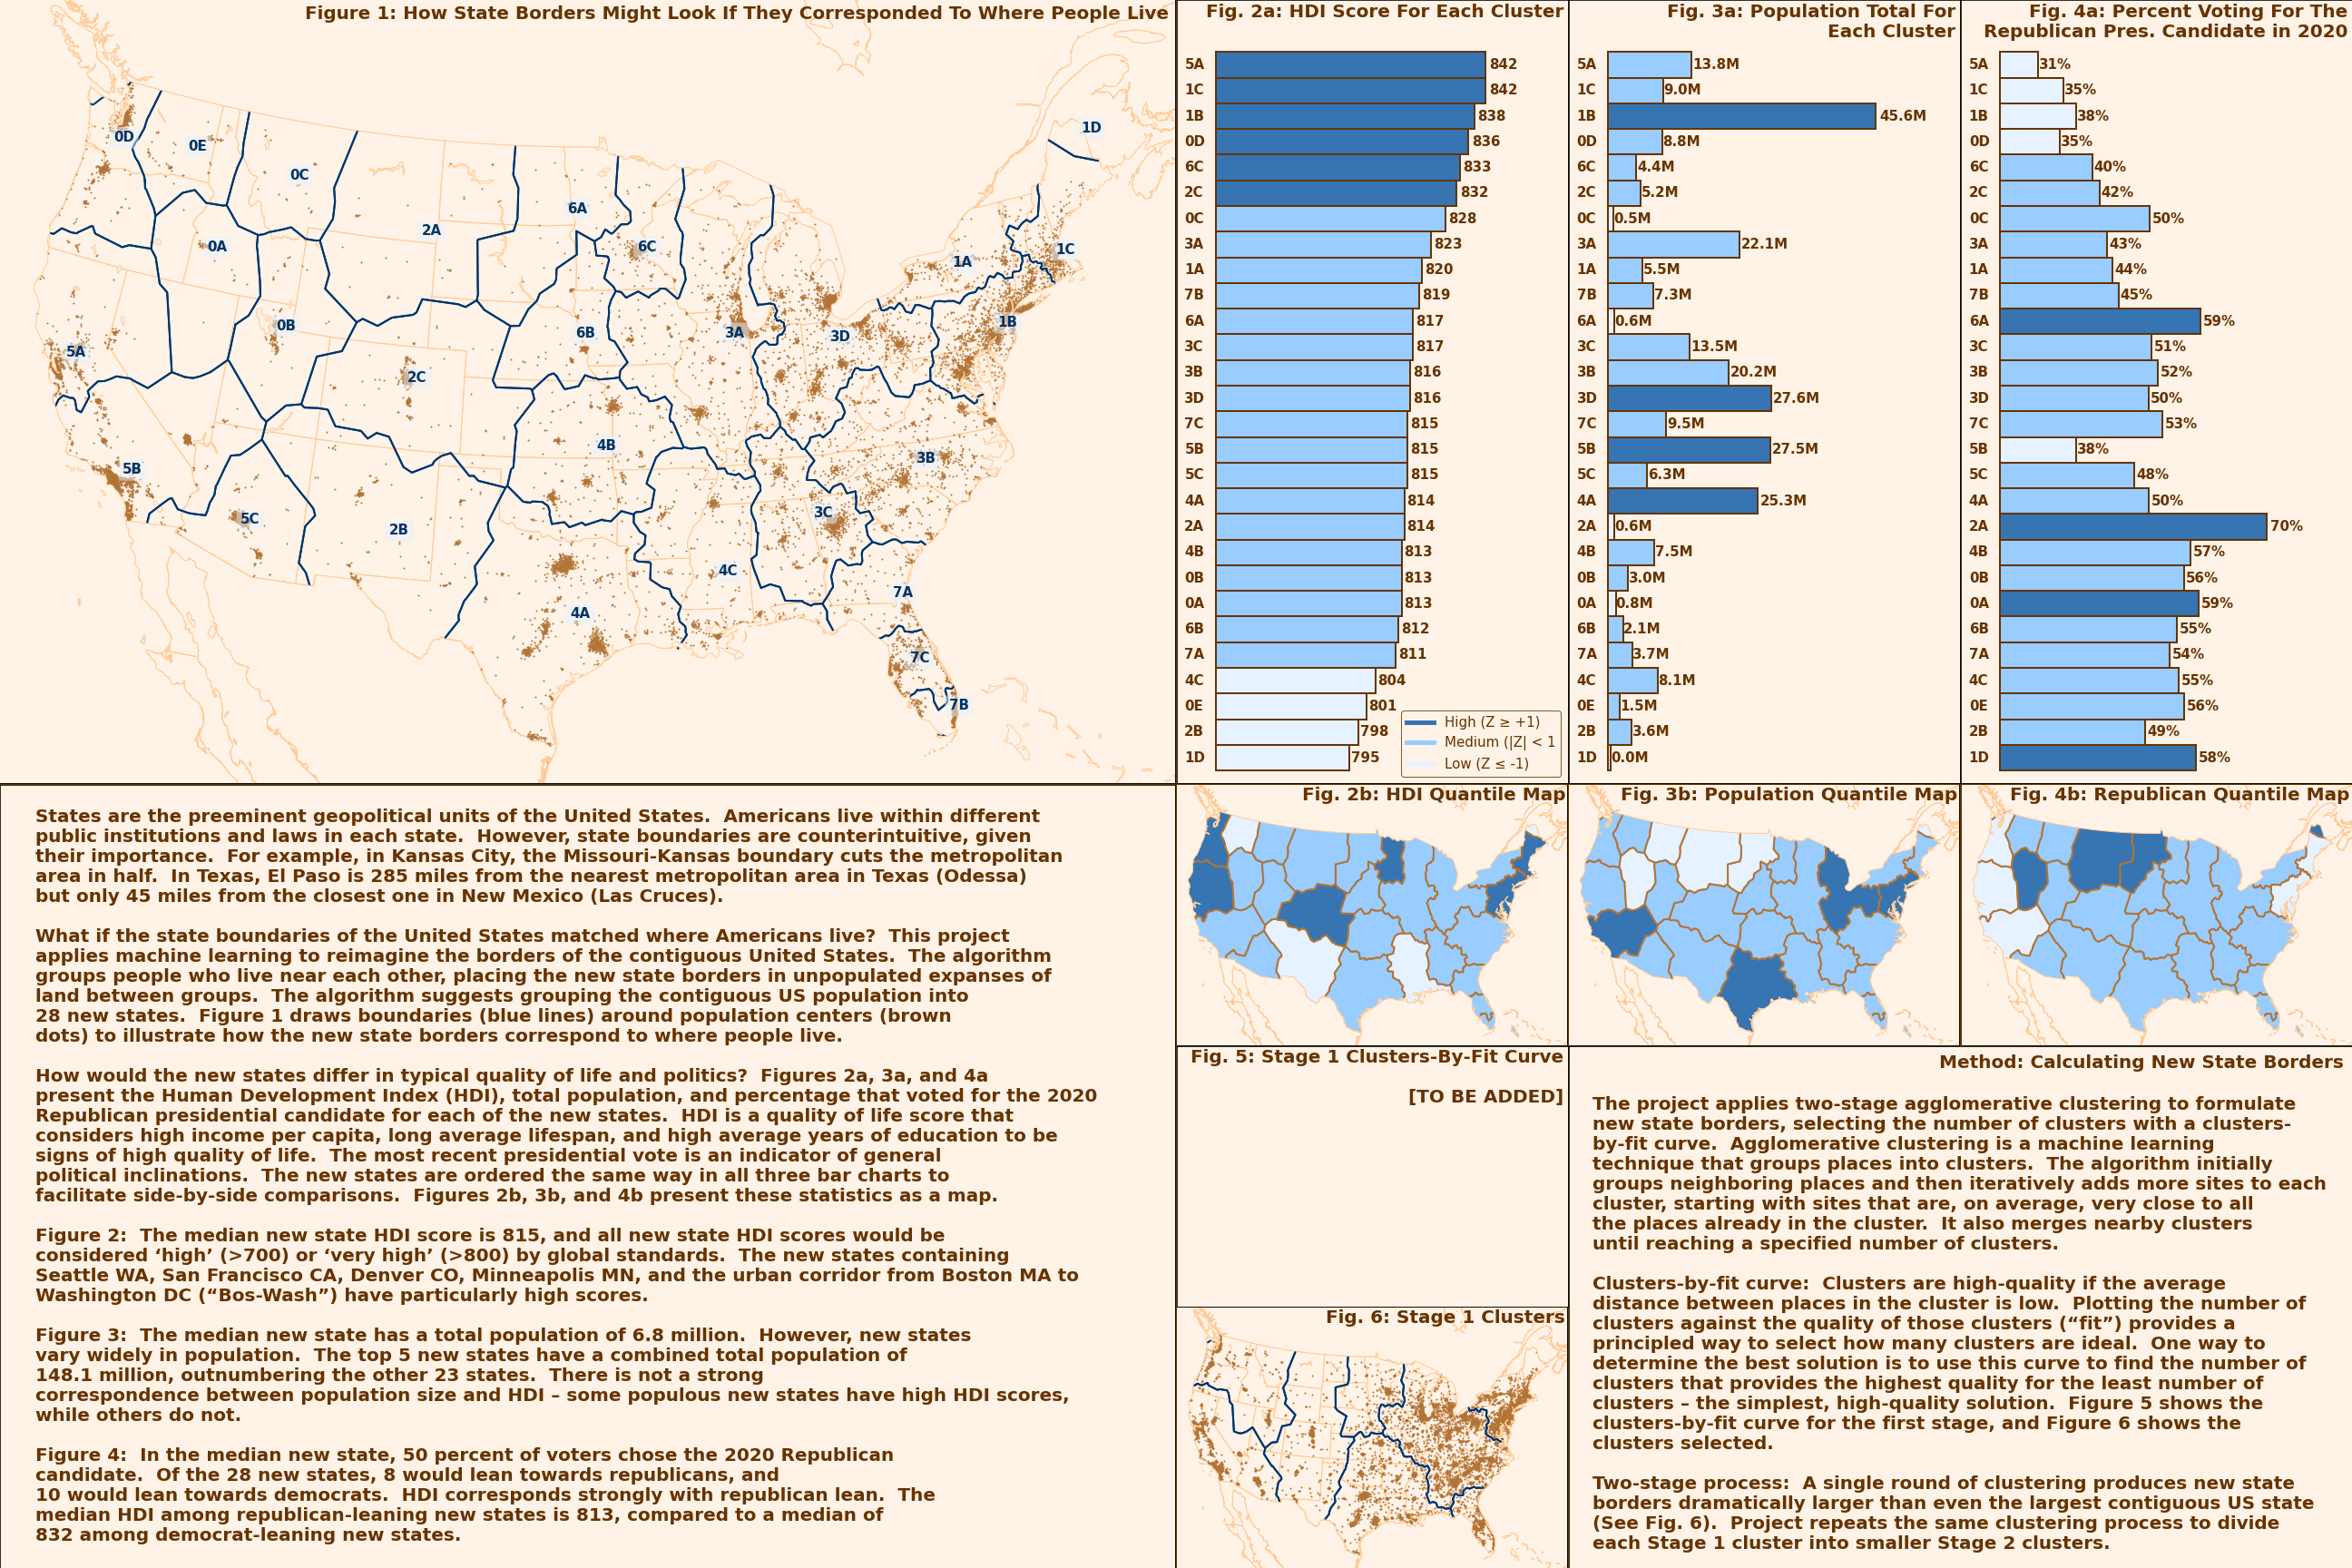 Figure 1: How State Borders Might Look If They Corresponded To Where People Live
0D
0E
0C
1D
2A
6A
0A
6C
1A
1C
0B
6B
3A
3D
1B
5A
2C
5B
4B
3B
5C
2B
3C
4C
4A
7A
7C
7B
Fig. 2a: HDI Score For Each Cluster
5A 842
1C 842
1B 838
0D 836
6C 833
2C 832
0C 828
3A 823
1A 820
7B 819
6A 817
3C 817
3B 816
3D 816
7C 815
5B 815
5C 815
4A 814
2A 814
4B 813
0B 813
0A 813
6B 812
7A 811
4C 804
0E 801
2B 798
1D 795
High (Z ≥ +1)
Medium (|Z| < 1
Low (Z ≤ -1)
Fig. 3a: Population Total For
Each Cluster
5A 13.8M
1C 9.0M
1B 45.6M
0D 8.8M
6C 4.4M
2C 5.2M
0C 0.5M
3A 22.1M
1A 5.5M
7B 7.3M
6A 0.6M
3C 13.5M
3B 20.2M
3D 27.6M
7C 9.5M
5B 27.5M
5C 6.3M
4A 25.3M
2A 0.6M
4B 7.5M
0B 3.0M
0A 0.8M
6B 2.1M
7A 3.7M
4C 8.1M
0E 1.5M
2B 3.6M
1D 0.0M
Fig. 4a: Percent Voting For The
Republican Pres. Candidate in 2020
5A 31%
1C 35%
1B 38%
0D 35%
6C 40%
2C 42%
0C 50%
3A 43%
1A 44%
7B 45%
6A 59%
3C 51%
3B 52%
3D 50%
7C 53%
5B 38%
5C 48%
4A 50%
2A 70%
4B 57%
0B 56%
0A 59%
6B 55%
7A 54%
4C 55%
0E 56%
2B 49%
1D 58%
States are the preeminent geopolitical units of the United States.  Americans live within different
public institutions and laws in each state.  However, state boundaries are counterintuitive, given
their importance.  For example, in Kansas City, the Missouri-Kansas boundary cuts the metropolitan
area in half.  In Texas, El Paso is 285 miles from the nearest metropolitan area in Texas (Odessa)
but only 45 miles from the closest one in New Mexico (Las Cruces).
What if the state boundaries of the United States matched where Americans live?  This project
applies machine learning to reimagine the borders of the contiguous United States.  The algorithm
groups people who live near each other, placing the new state borders in unpopulated expanses of
land between groups.  The algorithm suggests grouping the contiguous US population into
28 new states.  Figure 1 draws boundaries (blue lines) around population centers (brown
dots) to illustrate how the new state borders correspond to where people live.
How would the new states differ in typical quality of life and politics?  Figures 2a, 3a, and 4a
present the Human Development Index (HDI), total population, and percentage that voted for the 2020
Republican presidential candidate for each of the new states.  HDI is a quality of life score that
considers high income per capita, long average lifespan, and high average years of education to be
signs of high quality of life.  The most recent presidential vote is an indicator of general
political inclinations.  The new states are ordered the same way in all three bar charts to
facilitate side-by-side comparisons.  Figures 2b, 3b, and 4b present these statistics as a map.
Figure 2:  The median new state HDI score is 815, and all new state HDI scores would be
considered ‘high’ (>700) or ‘very high’ (>800) by global standards.  The new states containing
Seattle WA, San Francisco CA, Denver CO, Minneapolis MN, and the urban corridor from Boston MA to
Washington DC (“Bos-Wash”) have particularly high scores.
Figure 3:  The median new state has a total population of 6.8 million.  However, new states
vary widely in population.  The top 5 new states have a combined total population of
148.1 million, outnumbering the other 23 states.  There is not a strong
correspondence between population size and HDI – some populous new states have high HDI scores,
while others do not.
Figure 4:  In the median new state, 50 percent of voters chose the 2020 Republican
candidate.  Of the 28 new states, 8 would lean towards republicans, and
10 would lean towards democrats.  HDI corresponds strongly with republican lean.  The
median HDI among republican-leaning new states is 813, compared to a median of
832 among democrat-leaning new states.
Fig. 2b: HDI Quantile Map
Fig. 3b: Population Quantile Map
Fig. 4b: Republican Quantile Map
Fig. 5: Stage 1 Clusters-By-Fit Curve
[TO BE ADDED]
Fig. 6: Stage 1 Clusters
Method: Calculating New State Borders
The project applies two-stage agglomerative clustering to formulate
new state borders, selecting the number of clusters with a clusters-
by-fit curve.  Agglomerative clustering is a machine learning
technique that groups places into clusters.  The algorithm initially
groups neighboring places and then iteratively adds more sites to each
cluster, starting with sites that are, on average, very close to all
the places already in the cluster.  It also merges nearby clusters
until reaching a specified number of clusters.
Clusters-by-fit curve:  Clusters are high-quality if the average
distance between places in the cluster is low.  Plotting the number of
clusters against the quality of those clusters (“fit”) provides a
principled way to select how many clusters are ideal.  One way to
determine the best solution is to use this curve to find the number of
clusters that provides the highest quality for the least number of
clusters – the simplest, high-quality solution.  Figure 5 shows the
clusters-by-fit curve for the first stage, and Figure 6 shows the
clusters selected.
Two-stage process:  A single round of clustering produces new state
borders dramatically larger than even the largest contiguous US state
(See Fig. 6).  Project repeats the same clustering process to divide
each Stage 1 cluster into smaller Stage 2 clusters.